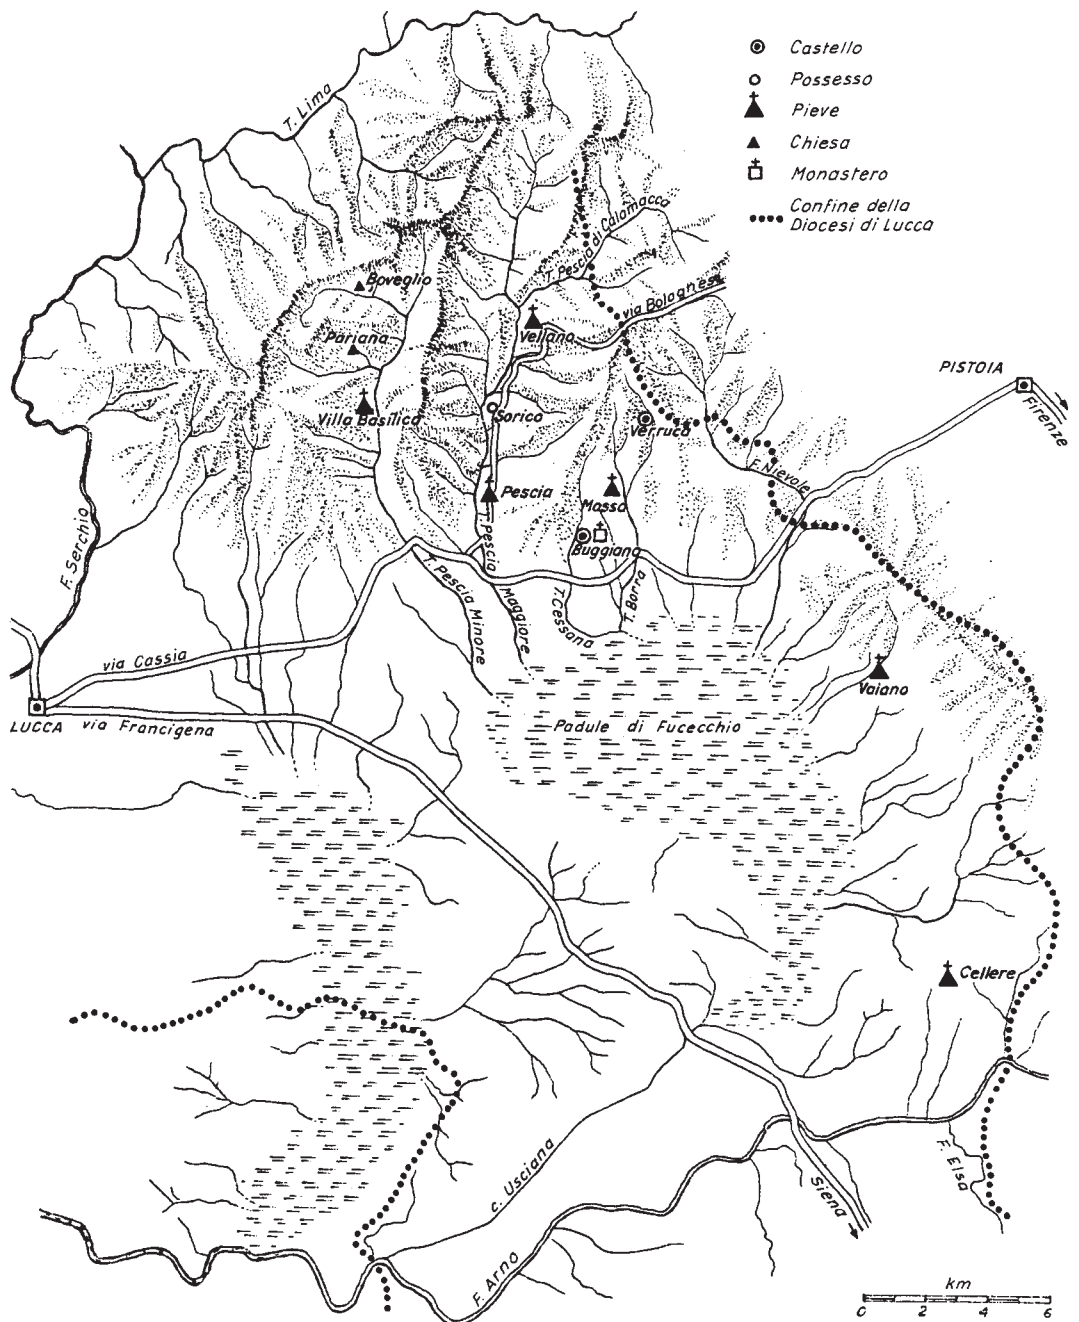 Castello
Possesso
Pieve
Chiesa
Monastero
Confine della
Diocesi di Lucca
T. Lima
T. Pescia di Calamacca
Boveglio
via Bolognese
Vellano
Pariana
PISTOIA
Firenze
Villa Basilica
Sorico
Verruca
F. Nievole
Pescia
Massa
F. Serchio
T. Pescia
Maggiore
Buggiano
T. Pescia Minore
T. Cessana
T. Borra
via Cassia
Vaiano
LUCCA
via Francigena
Padule di Fucecchio
Cellere
c. Usciana
F. Elsa
Siena
F. Arno
km
0 2 4 6